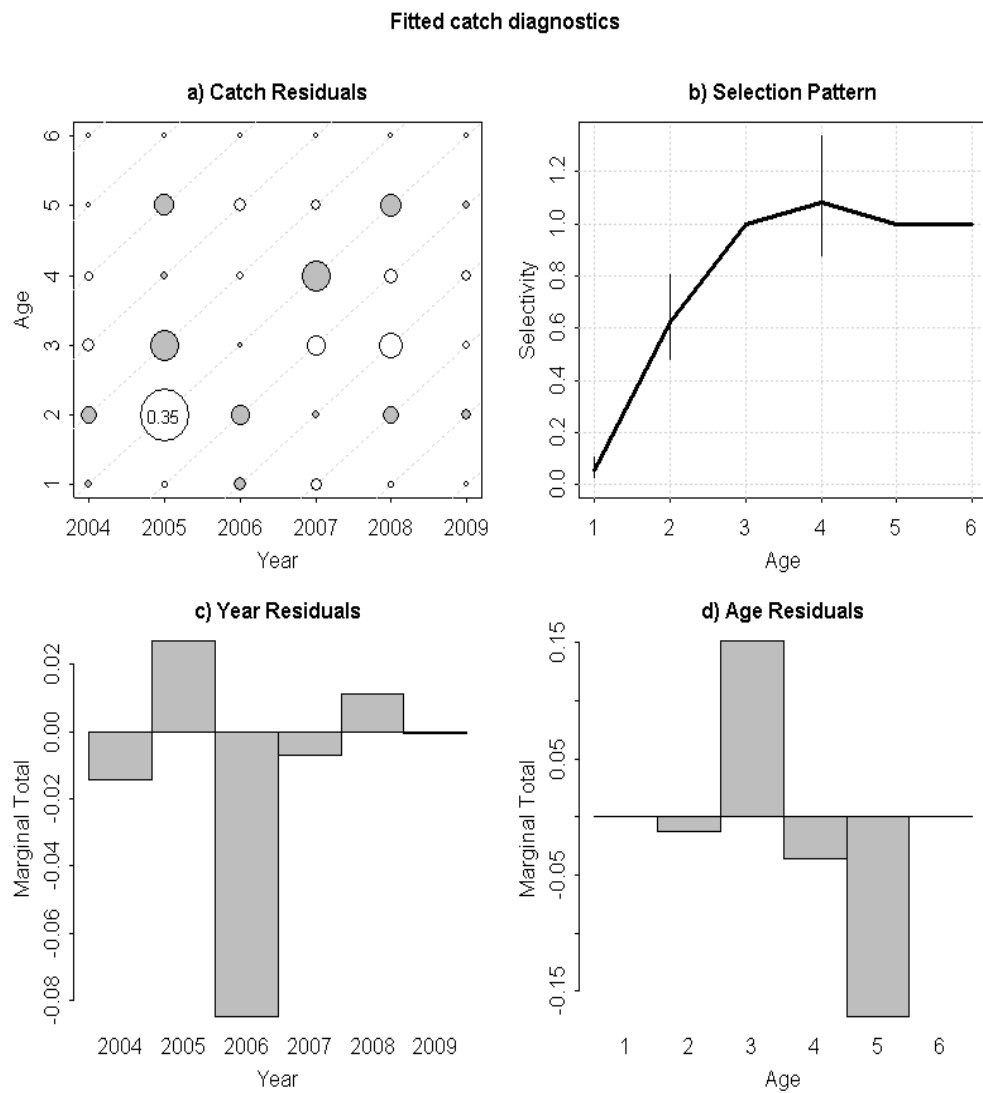 Fitted catch diagnostics
a) Catch Residuals
Age
6
5
4
3
2
1
0.35
2004 2005 2006 2007 2008 2009
Year
b) Selection Pattern
Selectivity
1.2
1.0
0.8
0.6
0.4
0.2
0.0
1 2 3 4 5 6
Age
c) Year Residuals
Marginal Total
0.02
0.00
-0.02
-0.04
-0.06
-0.08
2004 2005 2006 2007 2008 2009
Year
d) Age Residuals
Marginal Total
0.15
0.05
-0.05
-0.15
1 2 3 4 5 6
Age